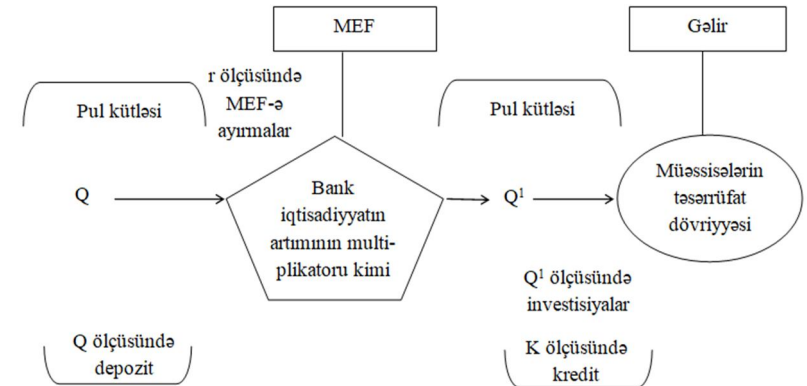 MEF
Gəlir
r ölçüsündə
MEF-ə
ayırmalar
Pul kütləsi
Pul kütləsi
Q
Bank
iqtisadiyyatın
artımının multi-
plikatoru kimi
Q¹
Müəssisələrin
təsərrüfat
dövriyyəsi
Q¹ ölçüsündə
investisiyalar
Q ölçüsündə
depozit
K ölçüsündə
kredit